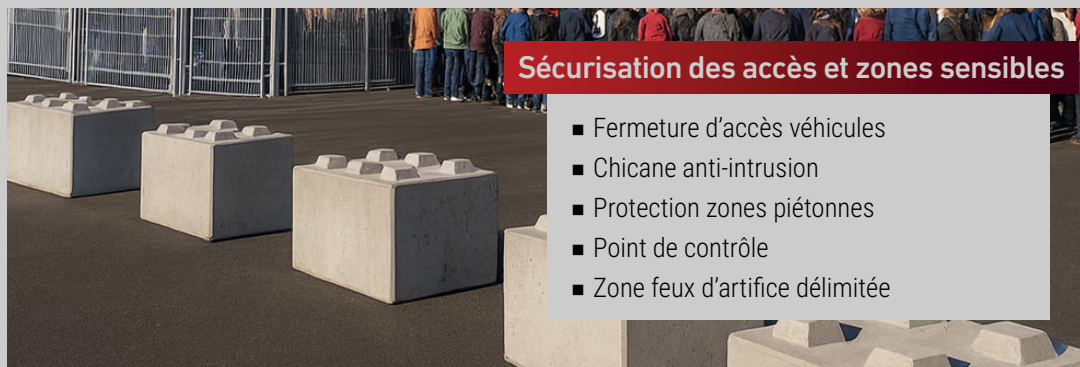 Sécurisation des accès et zones sensibles
■ Fermeture d’accès véhicules
■ Chicane anti-intrusion
■ Protection zones piétonnes
■ Point de contrôle
■ Zone feux d’artifice délimitée